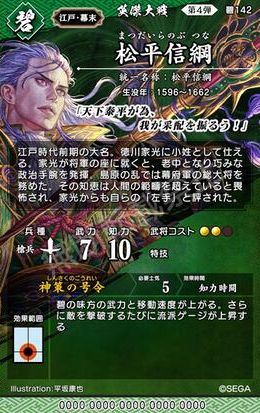 碧 江戸・幕末 英傑大戦 第4弾 碧142
まつだいらのぶつな
松平信綱
統一名称：松平信綱
生没年 1596～1662
「天下泰平が為、
我が采配を振るう！」
江戸時代前期の大名。徳川家光に小姓として仕え
る。家光が将軍の座に就くと、老中となり巧みな
政治手腕を発揮。島原の乱では幕府軍の総大将を
務めた。その知恵は人間の範疇を超えていると畏
怖され、家光からも自らの「左手」と評された。
兵種 武力 知力 武将コスト
槍兵 7 10 特技
しんさくのごうれい 必要士気 効果時間
神策の号令 5 知力時間
効果範囲
碧の味方の武力と移動速度が上がる。さら
に敵を撃破するたびに流派ゲージが上昇す
る
Illustration:平坂康也 ©SEGA
0000-0000-0000-0000-0000